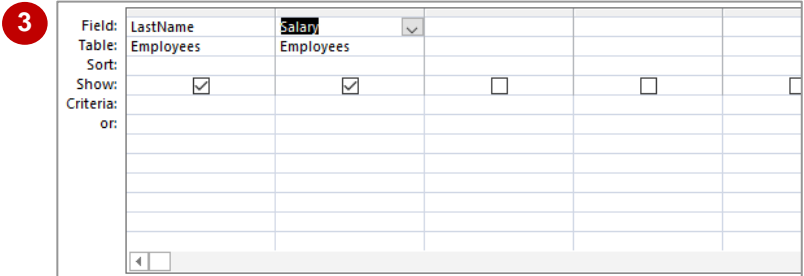 3
Field: LastName Salary
Table: Employees Employees
Sort:
Show:
Criteria:
or: